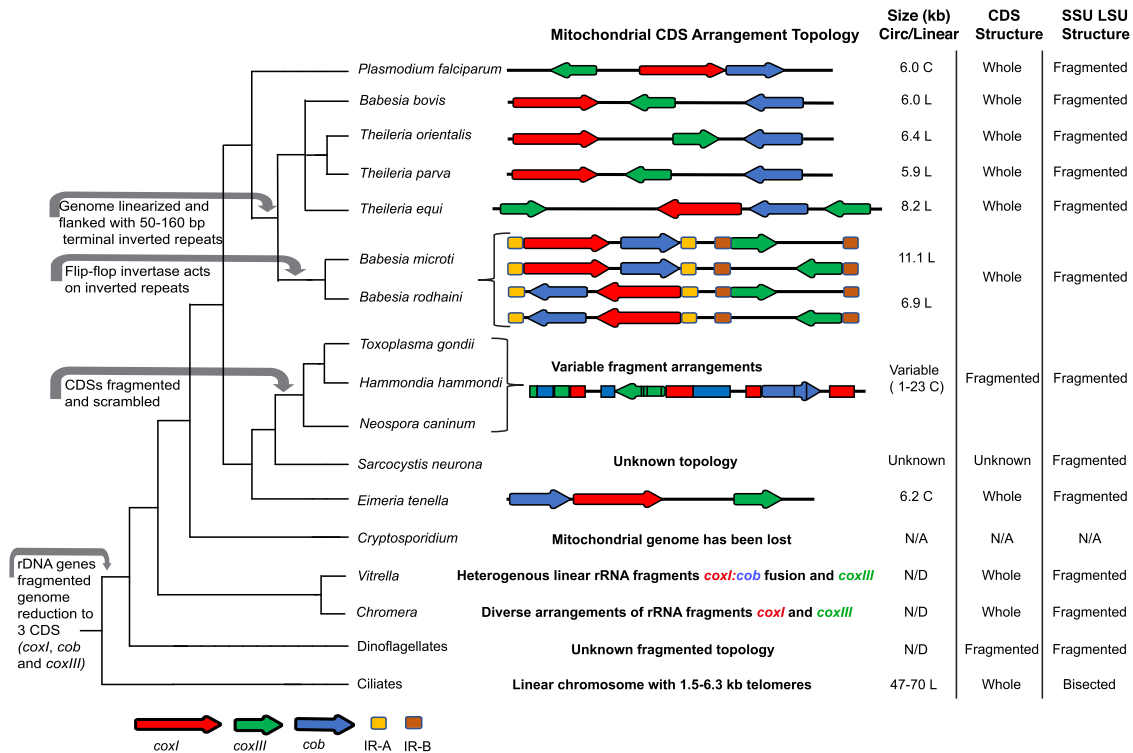 Mitochondrial CDS Arrangement Topology
Size (kb)
Circ/Linear
CDS
Structure
SSU LSU
Structure
Plasmodium falciparum
6.0 C
Whole
Fragmented
Babesia bovis
6.0 L
Whole
Fragmented
Theileria orientalis
6.4 L
Whole
Fragmented
Theileria parva
5.9 L
Whole
Fragmented
Genome linearized and
flanked with 50-160 bp
terminal inverted repeats
Theileria equi
8.2 L
Whole
Fragmented
Flip-flop invertase acts
on inverted repeats
Babesia microti
11.1 L
Babesia rodhaini
6.9 L
Whole
Fragmented
CDSs fragmented
and scrambled
Toxoplasma gondii
Hammondia hammondi
Neospora caninum
Variable fragment arrangements
Variable
( 1-23 C)
Fragmented
Fragmented
Sarcocystis neurona
Unknown topology
Unknown
Unknown
Fragmented
Eimeria tenella
6.2 C
Whole
Fragmented
Cryptosporidium
Mitochondrial genome has been lost
N/A
N/A
N/A
rDNA genes
fragmented
genome
reduction to
3 CDS
(coxI, cob
and coxIII)
Vitrella
Heterogenous linear rRNA fragments coxI:cob fusion and coxIII
N/D
Whole
Fragmented
Chromera
Diverse arrangements of rRNA fragments coxI and coxIII
N/D
Whole
Fragmented
Dinoflagellates
Unknown fragmented topology
N/D
Fragmented
Fragmented
Ciliates
Linear chromosome with 1.5-6.3 kb telomeres
47-70 L
Whole
Bisected
coxI
coxIII
cob
IR-A
IR-B